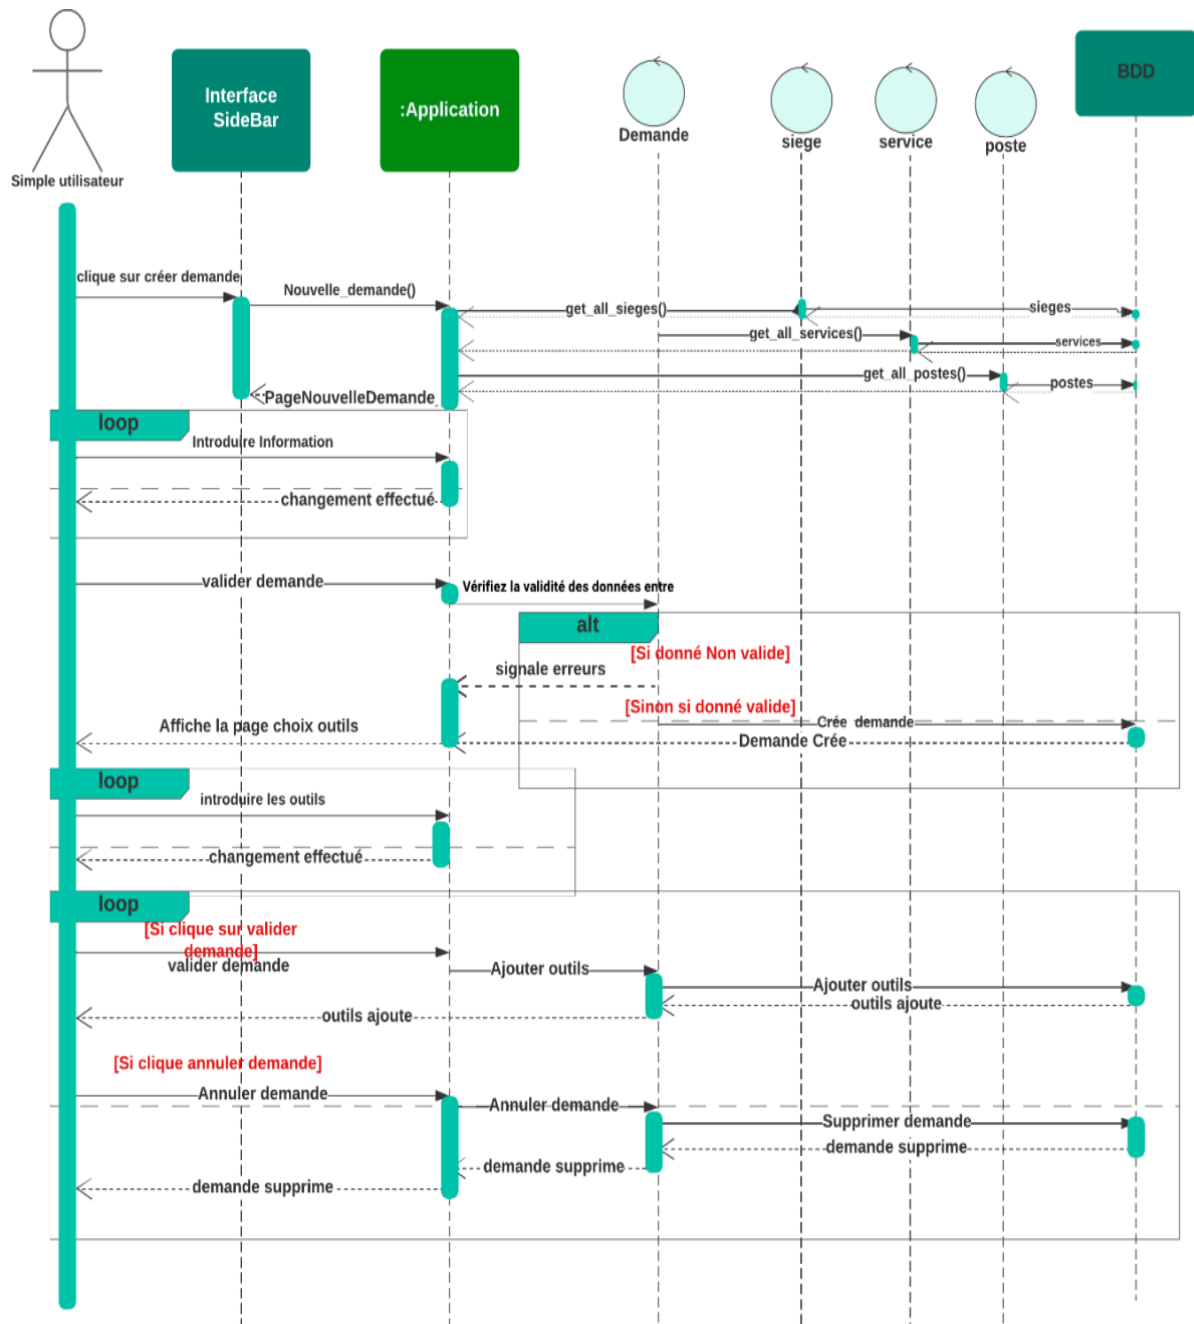 Interface
SideBar
:Application
BDD
Demande
siege
service
poste
Simple utilisateur
clique sur créer demande
Nouvelle_demande()
get_all_sieges()
sieges
get_all_services()
services
get_all_postes()
postes
PageNouvelleDemande
loop
Introduire Information
changement effectué
valider demande
Vérifiez la validité des données entre
alt
[Si donné Non valide]
signale erreurs
[Sinon si donné valide]
Crée demande
Affiche la page choix outils
Demande Crée
loop
introduire les outils
changement effectué
loop
[Si clique sur valider
demande]
valider demande
Ajouter outils
Ajouter outils
outils ajoute
outils ajoute
[Si clique annuler demande]
Annuler demande
Annuler demande
Supprimer demande
demande supprime
demande supprime
demande supprime